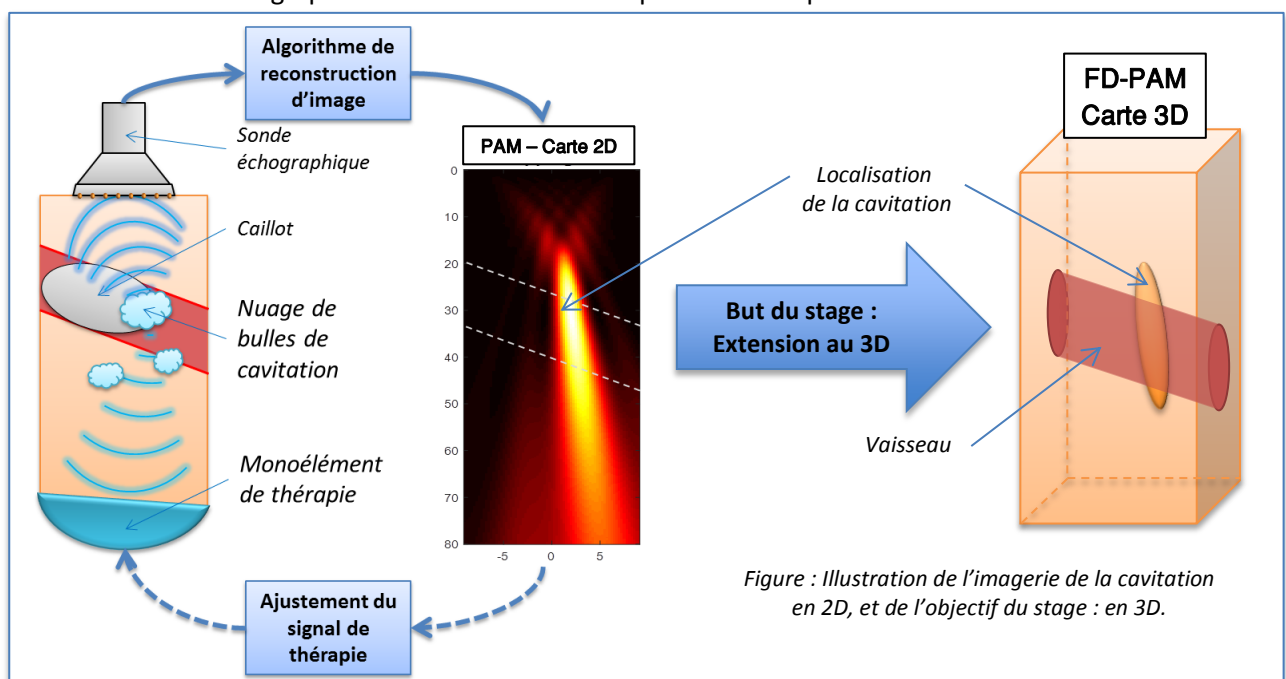 Algorithme de
reconstruction
d'image
Sonde
échographique
Caillot
Nuage de
bulles de
cavitation
Monoélément
de thérapie
Ajustement du
signal de
thérapie
PAM – Carte 2D
0
10
20
30
40
50
60
70
80
-5
0
5
Localisation
de la cavitation
But du stage :
Extension au 3D
FD-PAM
Carte 3D
Vaisseau
Figure : Illustration de l'imagerie de la cavitation
en 2D, et de l'objectif du stage : en 3D.